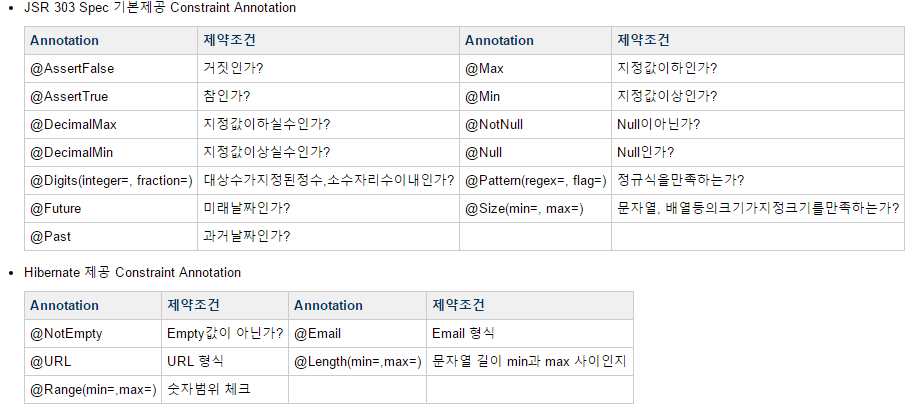 JSR 303 Spec 기본제공 Constraint Annotation
Annotation 제약조건 Annotation 제약조건
@AssertFalse 거짓인가? @Max 지정값이하인가?
@AssertTrue 참인가? @Min 지정값이상인가?
@DecimalMax 지정값이하실수인가? @NotNull Null이아닌가?
@DecimalMin 지정값이상실수인가? @Null Null인가?
@Digits(integer=, fraction=) 대상수가지정된정수,소수자리수이내인가? @Pattern(regex=, flag=) 정규식을만족하는가?
@Future 미래날짜인가? @Size(min=, max=) 문자열, 배열등의크기가지정크기를만족하는가?
@Past 과거날짜인가?
Hibernate 제공 Constraint Annotation
Annotation 제약조건 Annotation 제약조건
@NotEmpty Empty값이 아닌가? @Email Email 형식
@URL URL 형식 @Length(min=,max=) 문자열 길이 min과 max 사이인지
@Range(min=,max=) 숫자범위 체크